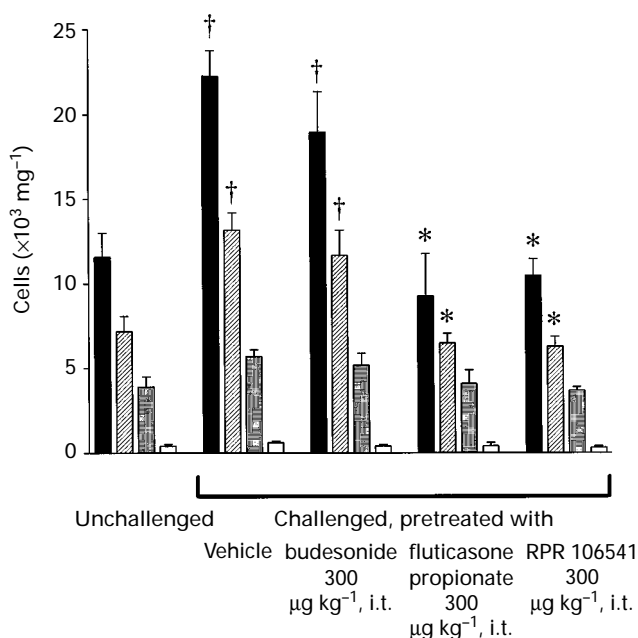 25
20
15
10
5
0
Cells (×10³ mg⁻¹)
†
†
†
†
*
*
*
*
Unchallenged
Challenged, pretreated with
Vehicle
budesonide
300
µg kg⁻¹, i.t.
fluticasone
propionate
300
µg kg⁻¹, i.t.
RPR 106541
300
µg kg⁻¹, i.t.